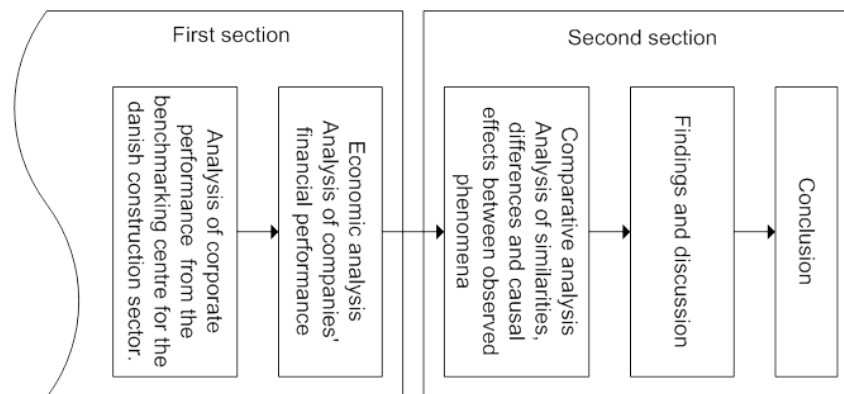 First section
Second section
Analysis of corporate
performance from the
benchmarking centre for the
danish construction sector.
Economic analysis
Analysis of companies'
financial performance
Comparative analysis
Analysis of similarities,
differences and causal
effects between observed
phenomena
Findings and discussion
Conclusion